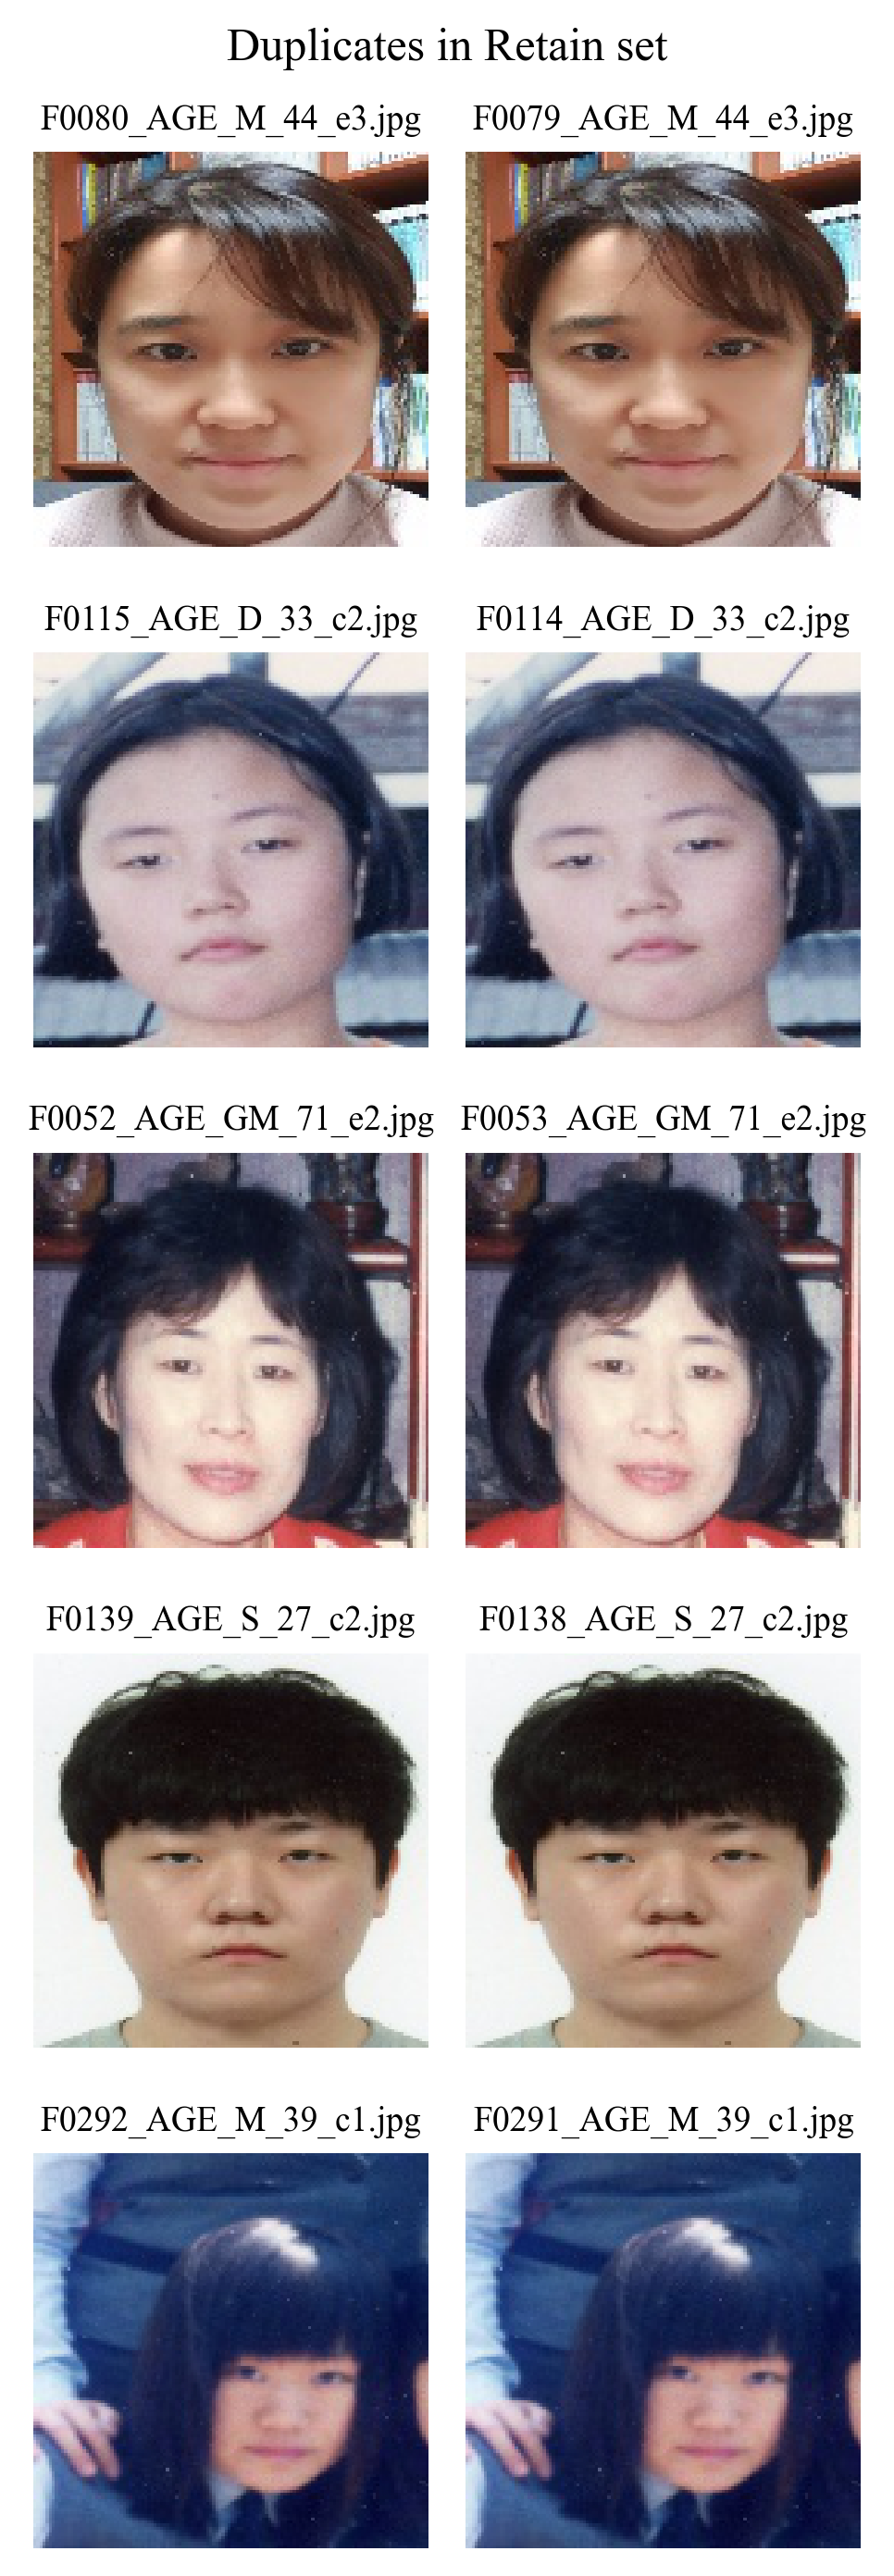 Duplicates in Retain set
F0080_AGE_M_44_e3.jpg F0079_AGE_M_44_e3.jpg
F0115_AGE_D_33_c2.jpg F0114_AGE_D_33_c2.jpg
F0052_AGE_GM_71_e2.jpg F0053_AGE_GM_71_e2.jpg
F0139_AGE_S_27_c2.jpg F0138_AGE_S_27_c2.jpg
F0292_AGE_M_39_c1.jpg F0291_AGE_M_39_c1.jpg